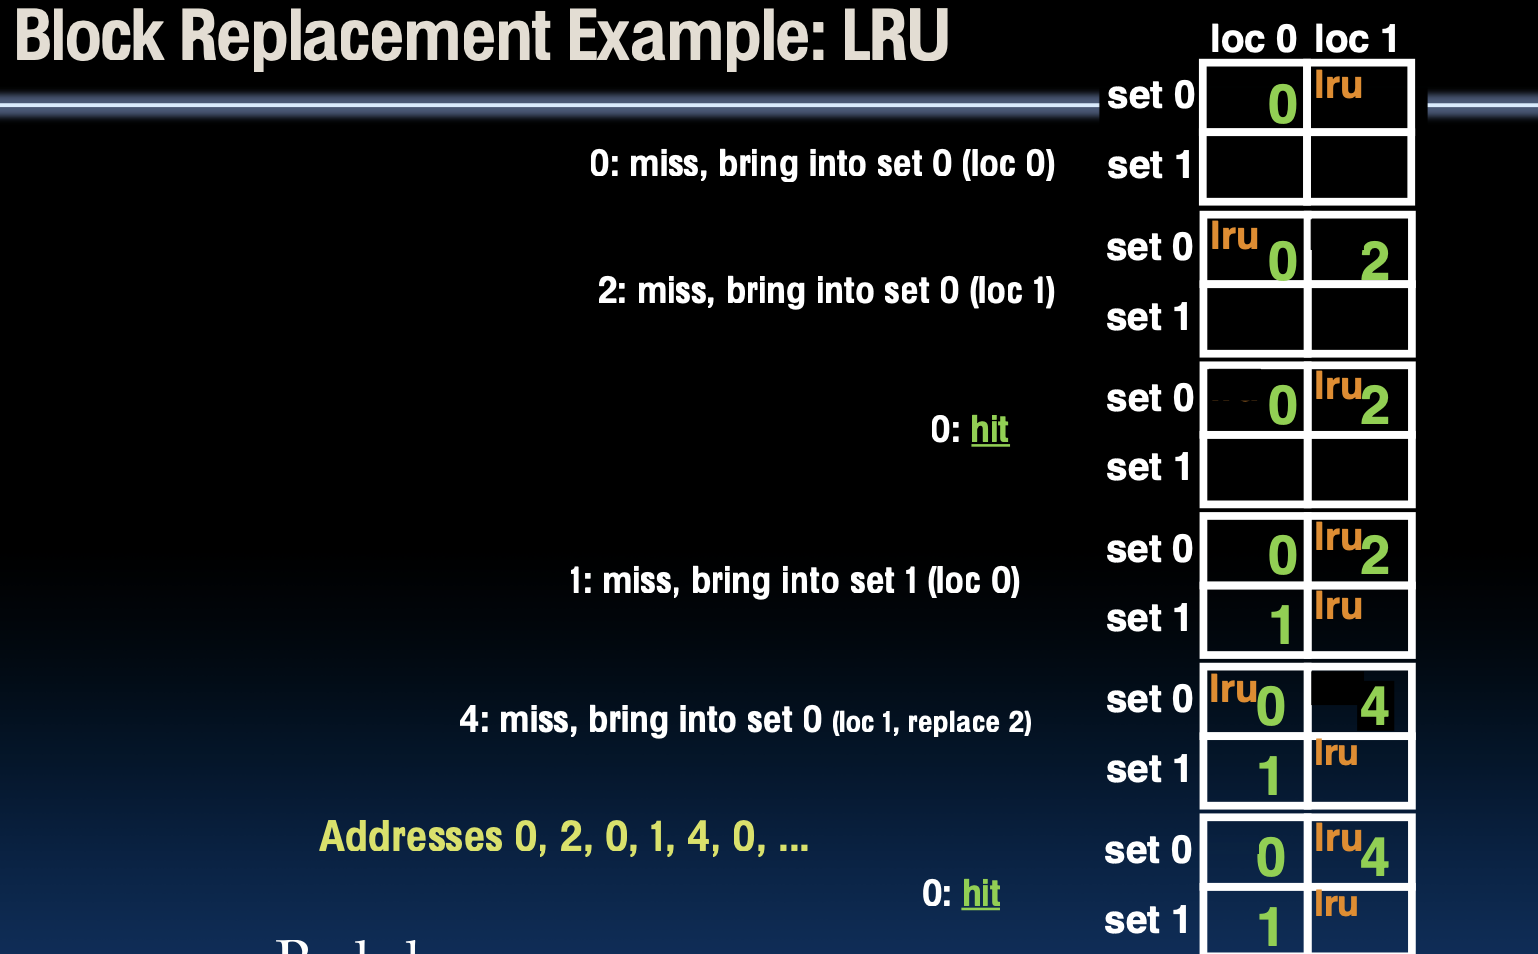 Block Replacement Example: LRU
loc 0 loc 1
set 0 0 lru
0: miss, bring into set 0 (loc 0)
set 1
set 0 lru 0 2
2: miss, bring into set 0 (loc 1)
set 1
set 0 0 lru 2
0: hit
set 1
set 0 0 lru 2
1: miss, bring into set 1 (loc 0)
set 1 1 lru
set 0 lru 0 4
4: miss, bring into set 0 (loc 1, replace 2)
set 1 1 lru
Addresses 0, 2, 0, 1, 4, 0, ...
set 0 0 lru 4
0: hit
set 1 1 lru